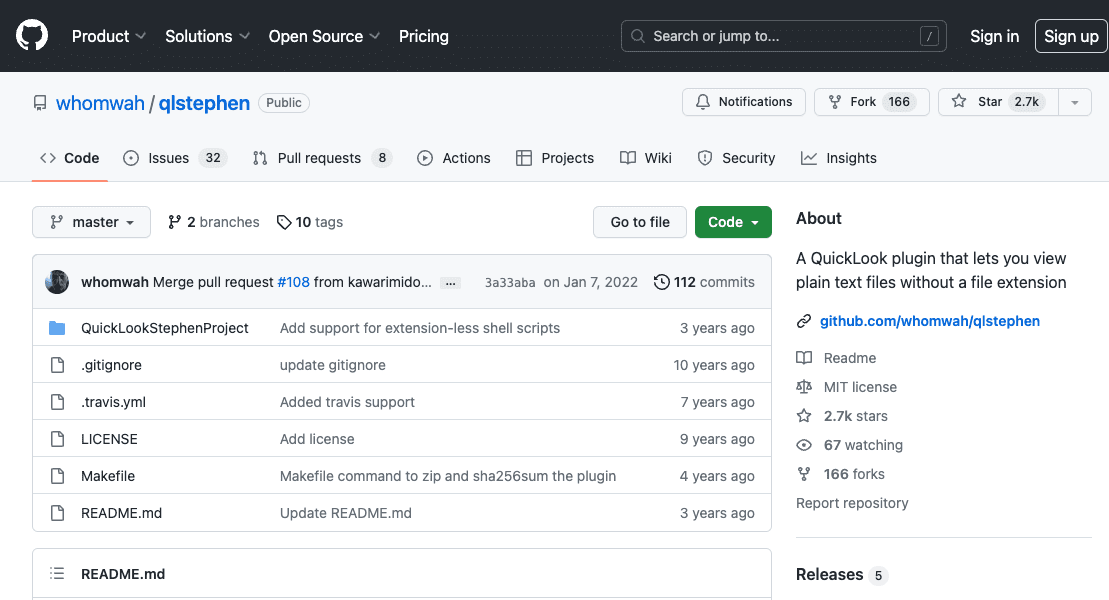 Product Solutions Open Source Pricing Search or jump to... / Sign in Sign up
whomwah / qlstephen Public Notifications Fork 166 Star 2.7k
Code Issues 32 Pull requests 8 Actions Projects Wiki Security Insights
master 2 branches 10 tags Go to file Code
whomwah Merge pull request #108 from kawarimido... ... 3a33aba on Jan 7, 2022 112 commits
QuickLookStephenProject Add support for extension-less shell scripts 3 years ago
.gitignore update gitignore 10 years ago
.travis.yml Added travis support 7 years ago
LICENSE Add license 9 years ago
Makefile Makefile command to zip and sha256sum the plugin 4 years ago
README.md Update README.md 3 years ago
README.md
About
A QuickLook plugin that lets you view
plain text files without a file extension
github.com/whomwah/qlstephen
Readme
MIT license
2.7k stars
67 watching
166 forks
Report repository
Releases 5